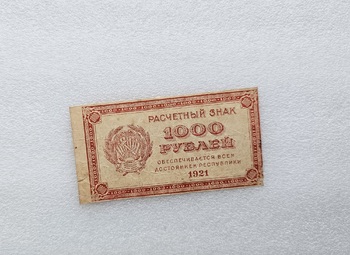 РАСЧЕТНЫЙ ЗНАК
1000
РУБЛЕЙ
ОБЕСПЕЧИВАЕТСЯ ВСЕМ
ДОСТОЯНИЕМ РЕСПУБЛИКИ
1921